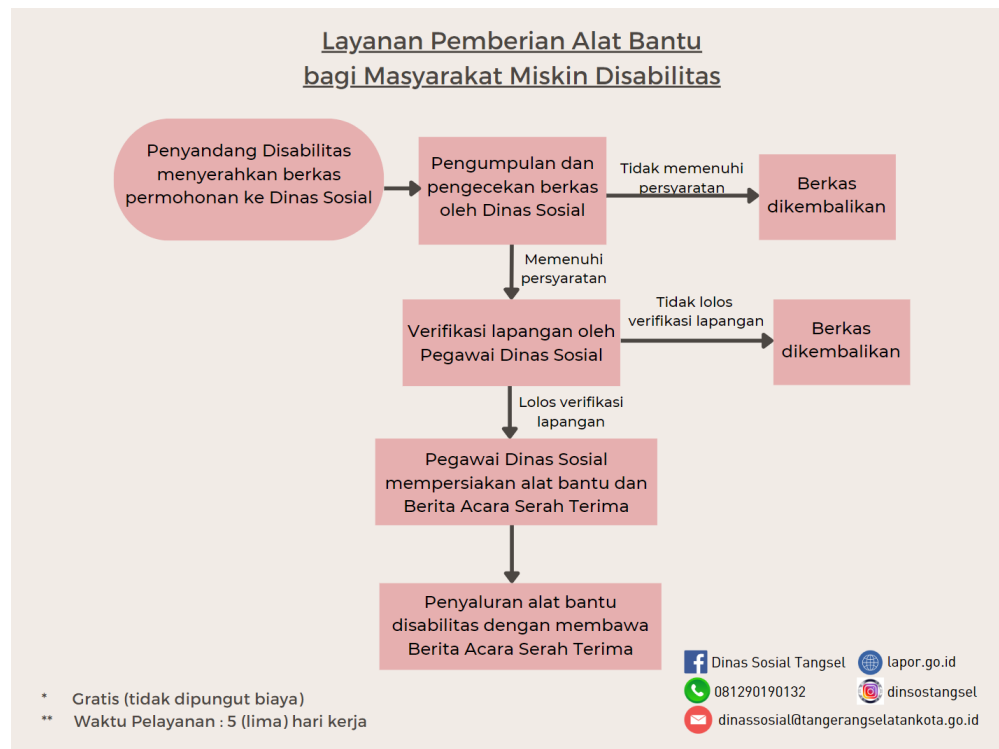 Layanan Pemberian Alat Bantu
bagi Masyarakat Miskin Disabilitas
Penyandang Disabilitas
menyerahkan berkas
permohonan ke Dinas Sosial
Pengumpulan dan
pengecekan berkas
oleh Dinas Sosial
Tidak memenuhi
persyaratan
Berkas
dikembalikan
Memenuhi
persyaratan
Verifikasi lapangan oleh
Pegawai Dinas Sosial
Tidak lolos
verifikasi lapangan
Berkas
dikembalikan
Lolos verifikasi
lapangan
Pegawai Dinas Sosial
mempersiakan alat bantu dan
Berita Acara Serah Terima
Penyaluran alat bantu
disabilitas dengan membawa
Berita Acara Serah Terima
* Gratis (tidak dipungut biaya)
** Waktu Pelayanan : 5 (lima) hari kerja
Dinas Sosial Tangsel
lapor.go.id
081290190132
dinsostangsel
dinassosial@tangerangselatankota.go.id